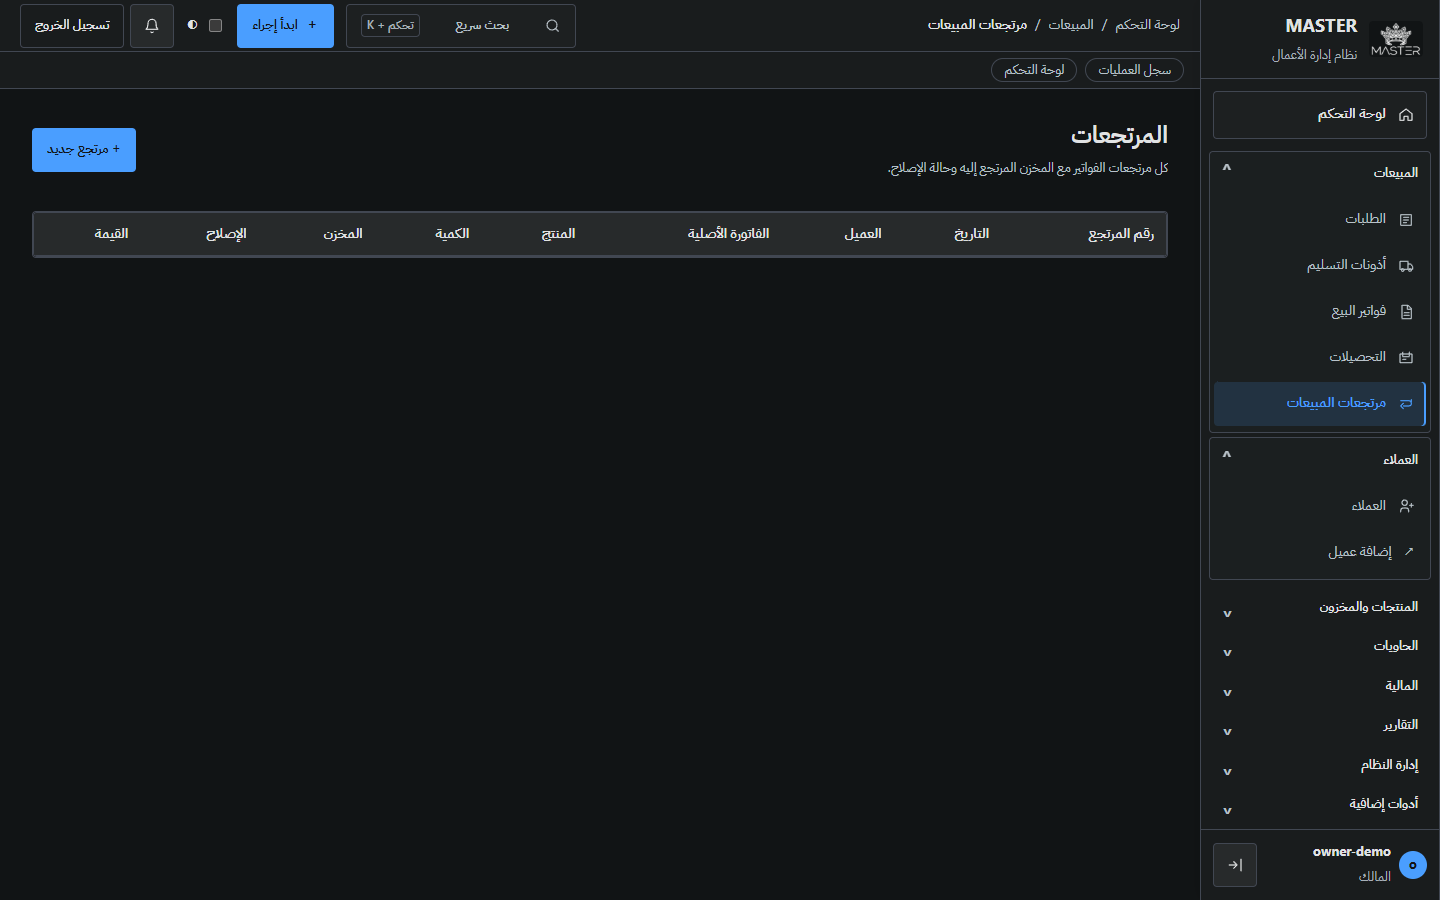 MASTER
MASTER
نظام إدارة الأعمال
لوحة التحكم
المبيعات
الطلبات
أذونات التسليم
فواتير البيع
التحصيلات
مرتجعات المبيعات
العملاء
العملاء
إضافة عميل
المنتجات والمخزون
الحاويات
المالية
التقارير
إدارة النظام
أدوات إضافية
owner-demo
المالك
o
لوحة التحكم / المبيعات / مرتجعات المبيعات
بحث سريع
تحكم + K
+ ابدأ إجراء
تسجيل الخروج
سجل العمليات
لوحة التحكم
المرتجعات
كل مرتجعات الفواتير مع المخزن المرتجع إليه وحالة الإصلاح.
+ مرتجع جديد
رقم المرتجع التاريخ العميل الفاتورة الأصلية المنتج الكمية المخزن الإصلاح القيمة